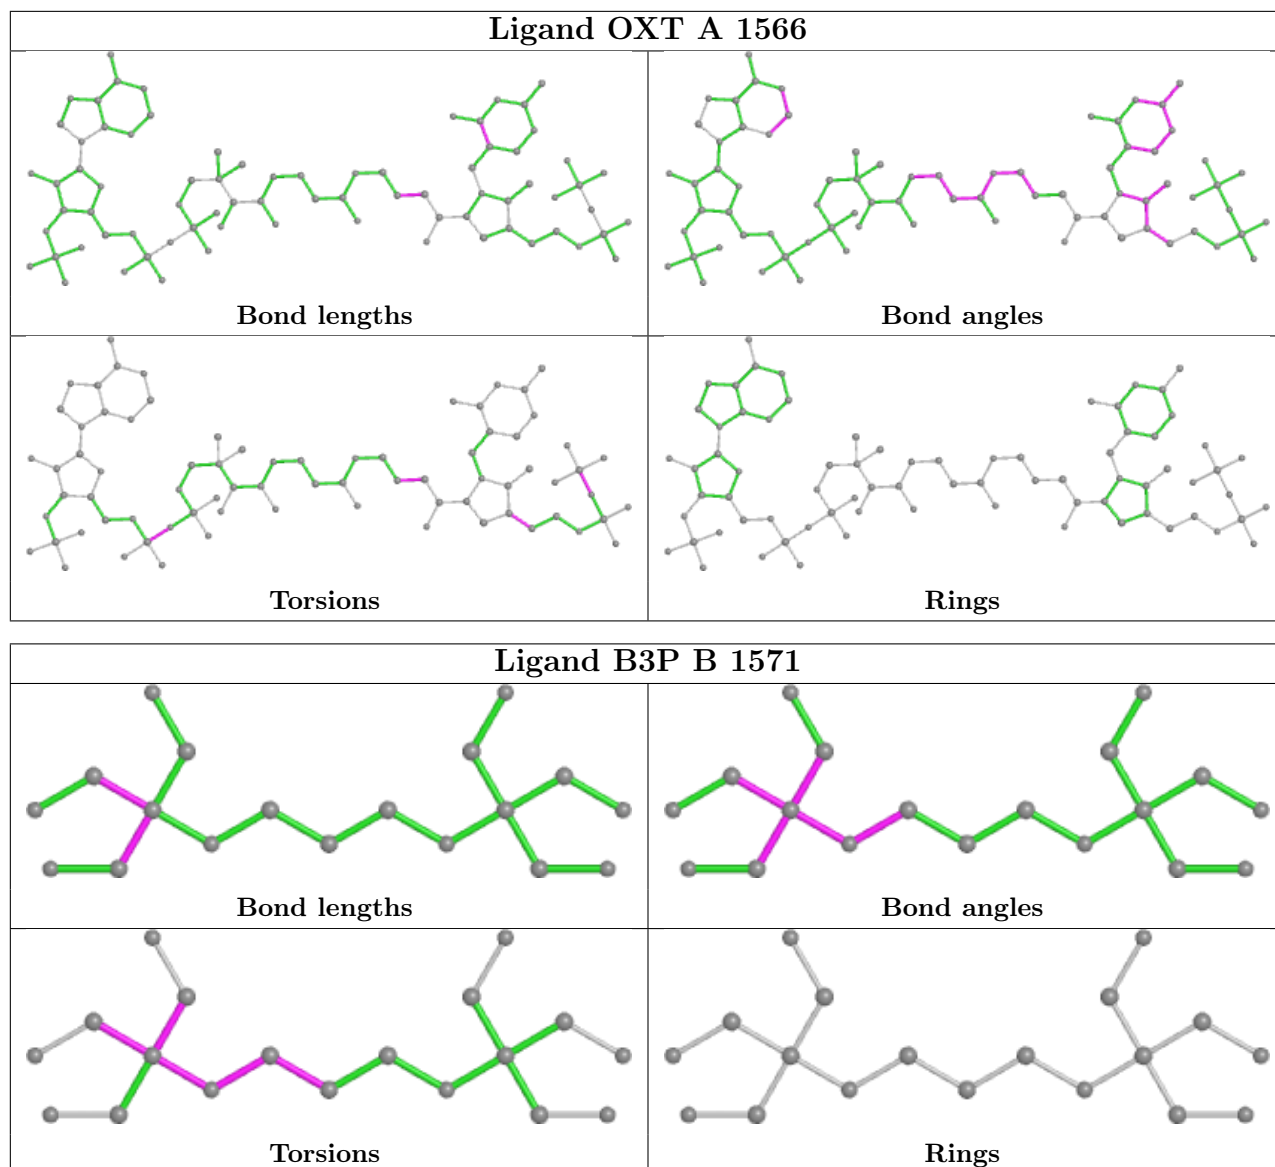 Ligand OXT A 1566
Bond lengths
Bond angles
Torsions
Rings
Ligand B3P B 1571
Bond lengths
Bond angles
Torsions
Rings